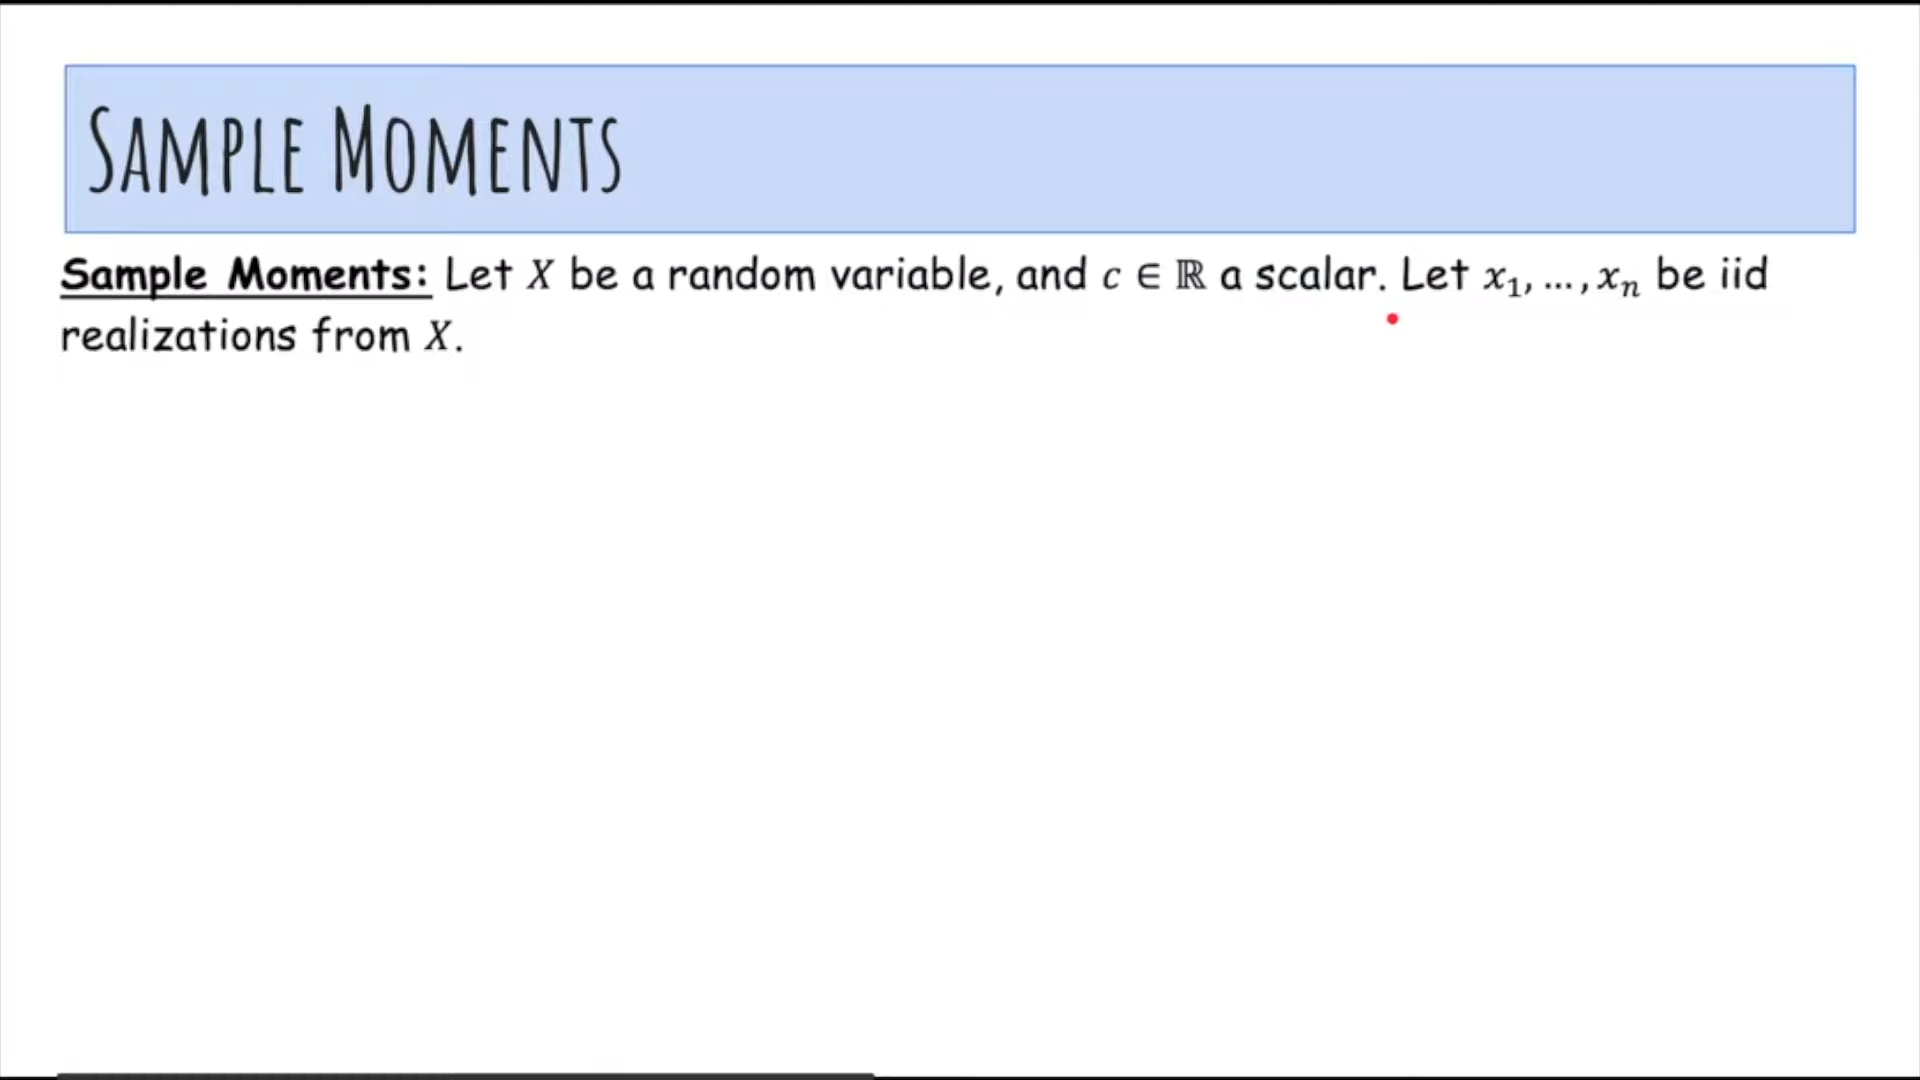 SAMPLE MOMENTS
Sample Moments: Let X be a random variable, and c ∈ ℝ a scalar. Let x₁, …, xₙ be iid
realizations from X.